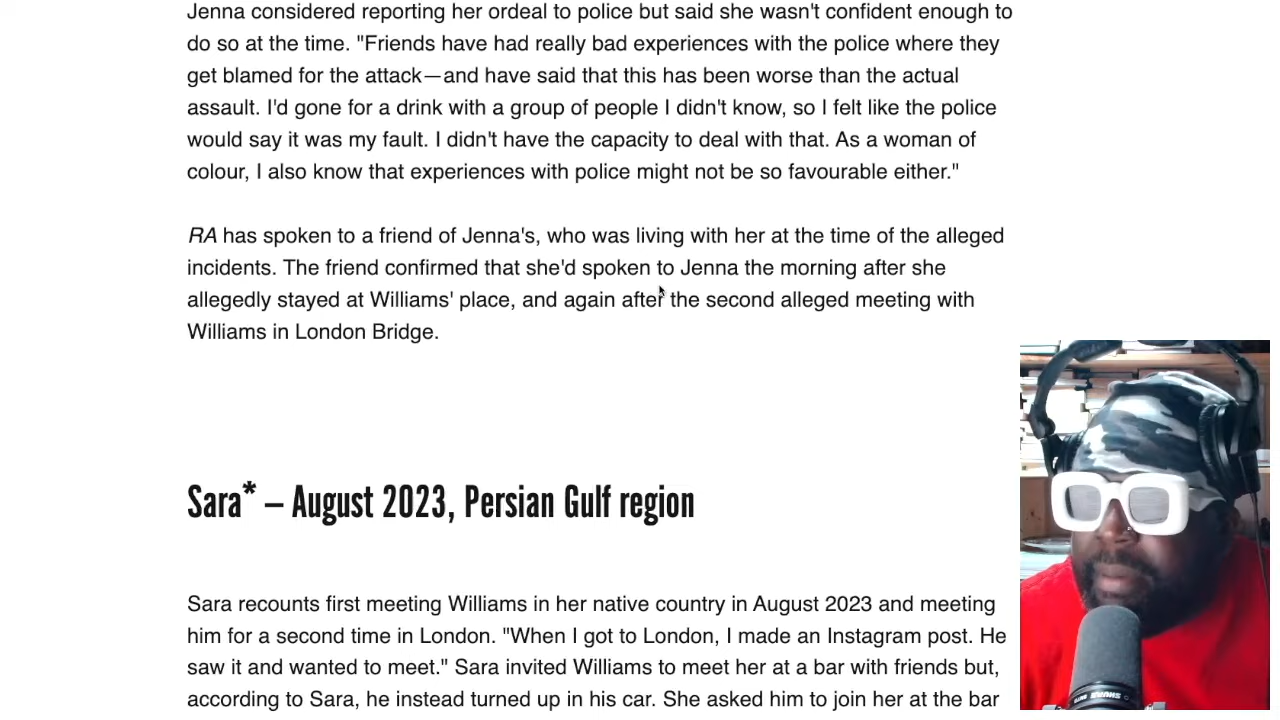 Jenna considered reporting her ordeal to police but said she wasn't confident enough to
do so at the time. "Friends have had really bad experiences with the police where they
get blamed for the attack—and have said that this has been worse than the actual
assault. I'd gone for a drink with a group of people I didn't know, so I felt like the police
would say it was my fault. I didn't have the capacity to deal with that. As a woman of
colour, I also know that experiences with police might not be so favourable either."
RA has spoken to a friend of Jenna's, who was living with her at the time of the alleged
incidents. The friend confirmed that she'd spoken to Jenna the morning after she
allegedly stayed at Williams' place, and again after the second alleged meeting with
Williams in London Bridge.
Sara* – August 2023, Persian Gulf region
Sara recounts first meeting Williams in her native country in August 2023 and meeting
him for a second time in London. "When I got to London, I made an Instagram post. He
saw it and wanted to meet." Sara invited Williams to meet her at a bar with friends but,
according to Sara, he instead turned up in his car. She asked him to join her at the bar
SHURE